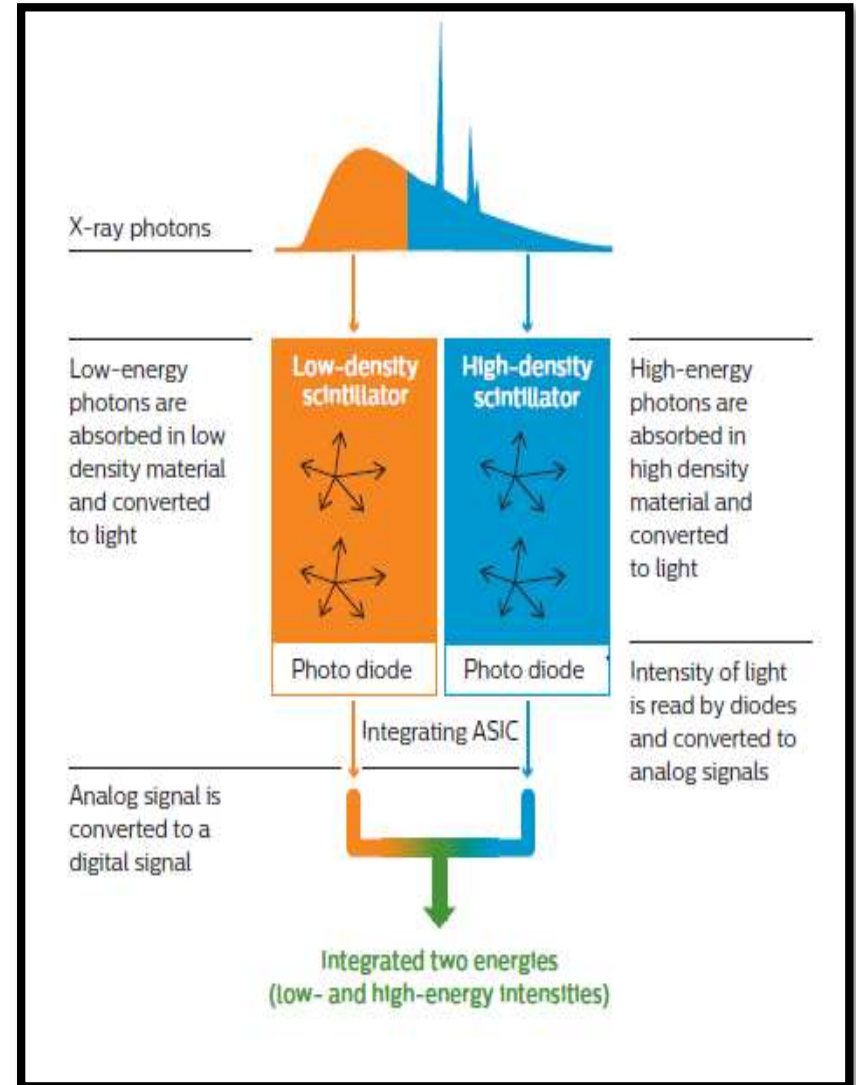 X-ray photons
Low-energy
photons are
absorbed in low
density material
and converted
to light
Low-density
scintillator
High-density
scintillator
High-energy
photons are
absorbed in
high density
material and
converted
to light
Photo diode
Photo diode
Intensity of light
is read by diodes
and converted to
analog signals
Integrating ASIC
Analog signal is
converted to a
digital signal
Integrated two energies
(low- and high-energy intensities)